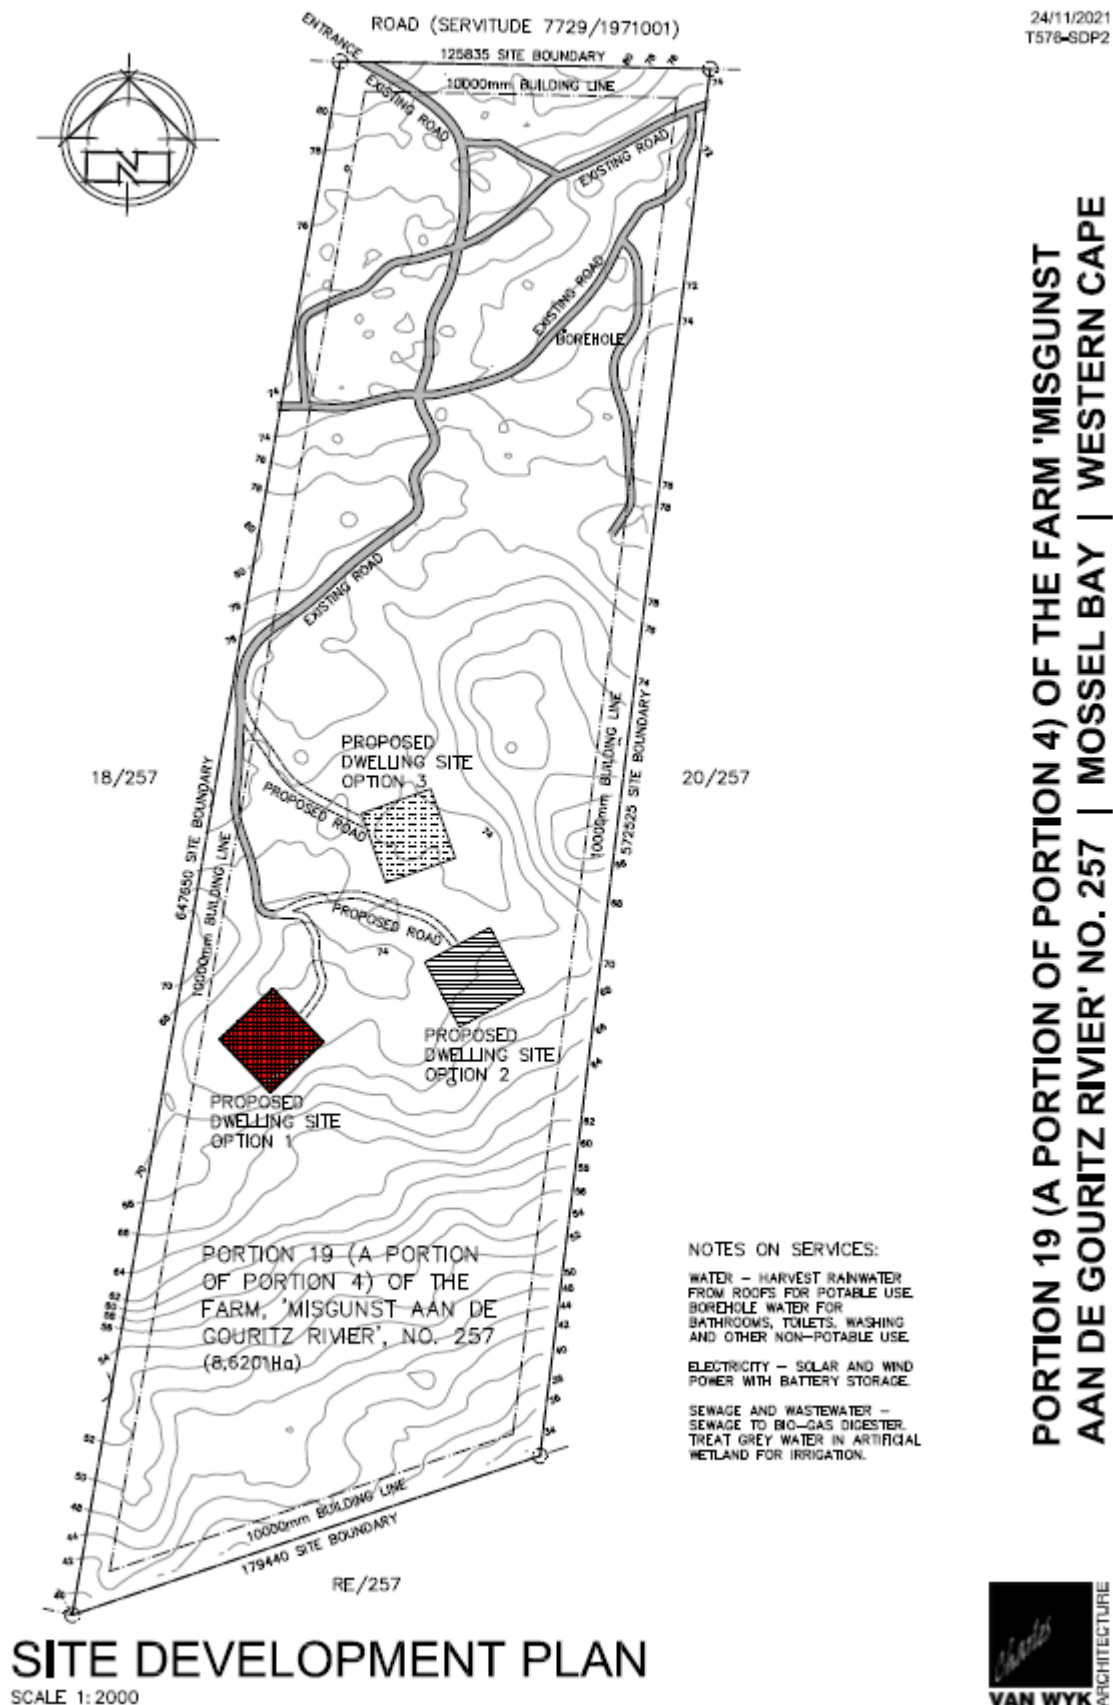 24/11/2021
T576-SDP2
ROAD (SERVITUDE 7729/1971001)
ENTRANCE
125835 SITE BOUNDARY
10000mm BUILDING LINE
EXISTING ROAD
EXISTING ROAD
EXISTING ROAD
BOREHOLE
EXISTING ROAD
N
PROPOSED
DWELLING SITE
OPTION 3
PROPOSED ROAD
18/257
20/257
647650 SITE BOUNDARY
10000mm BUILDING LINE
10000mm BUILDING LINE
572525 SITE BOUNDARY
PROPOSED ROAD
74
74
PROPOSED
DWELLING SITE
OPTION 2
PROPOSED
DWELLING SITE
OPTION 1
PORTION 19 (A PORTION
OF PORTION 4) OF THE
FARM, 'MISGUNST AAN DE
GOURITZ RIVIER', NO. 257
(8,6201Ha)
NOTES ON SERVICES:
WATER – HARVEST RAINWATER
FROM ROOFS FOR POTABLE USE.
BOREHOLE WATER FOR
BATHROOMS, TOILETS, WASHING
AND OTHER NON–POTABLE USE.
ELECTRICITY – SOLAR AND WIND
POWER WITH BATTERY STORAGE.
SEWAGE AND WASTEWATER –
SEWAGE TO BIO–GAS DIGESTER.
TREAT GREY WATER IN ARTIFICIAL
WETLAND FOR IRRIGATION.
10000mm BUILDING LINE
179440 SITE BOUNDARY
RE/257
PORTION 19 (A PORTION OF PORTION 4) OF THE FARM 'MISGUNST
AAN DE GOURITZ RIVIER' NO. 257 | MOSSEL BAY | WESTERN CAPE
SITE DEVELOPMENT PLAN
SCALE 1:2000
Charles
VAN WYK
ARCHITECTURE